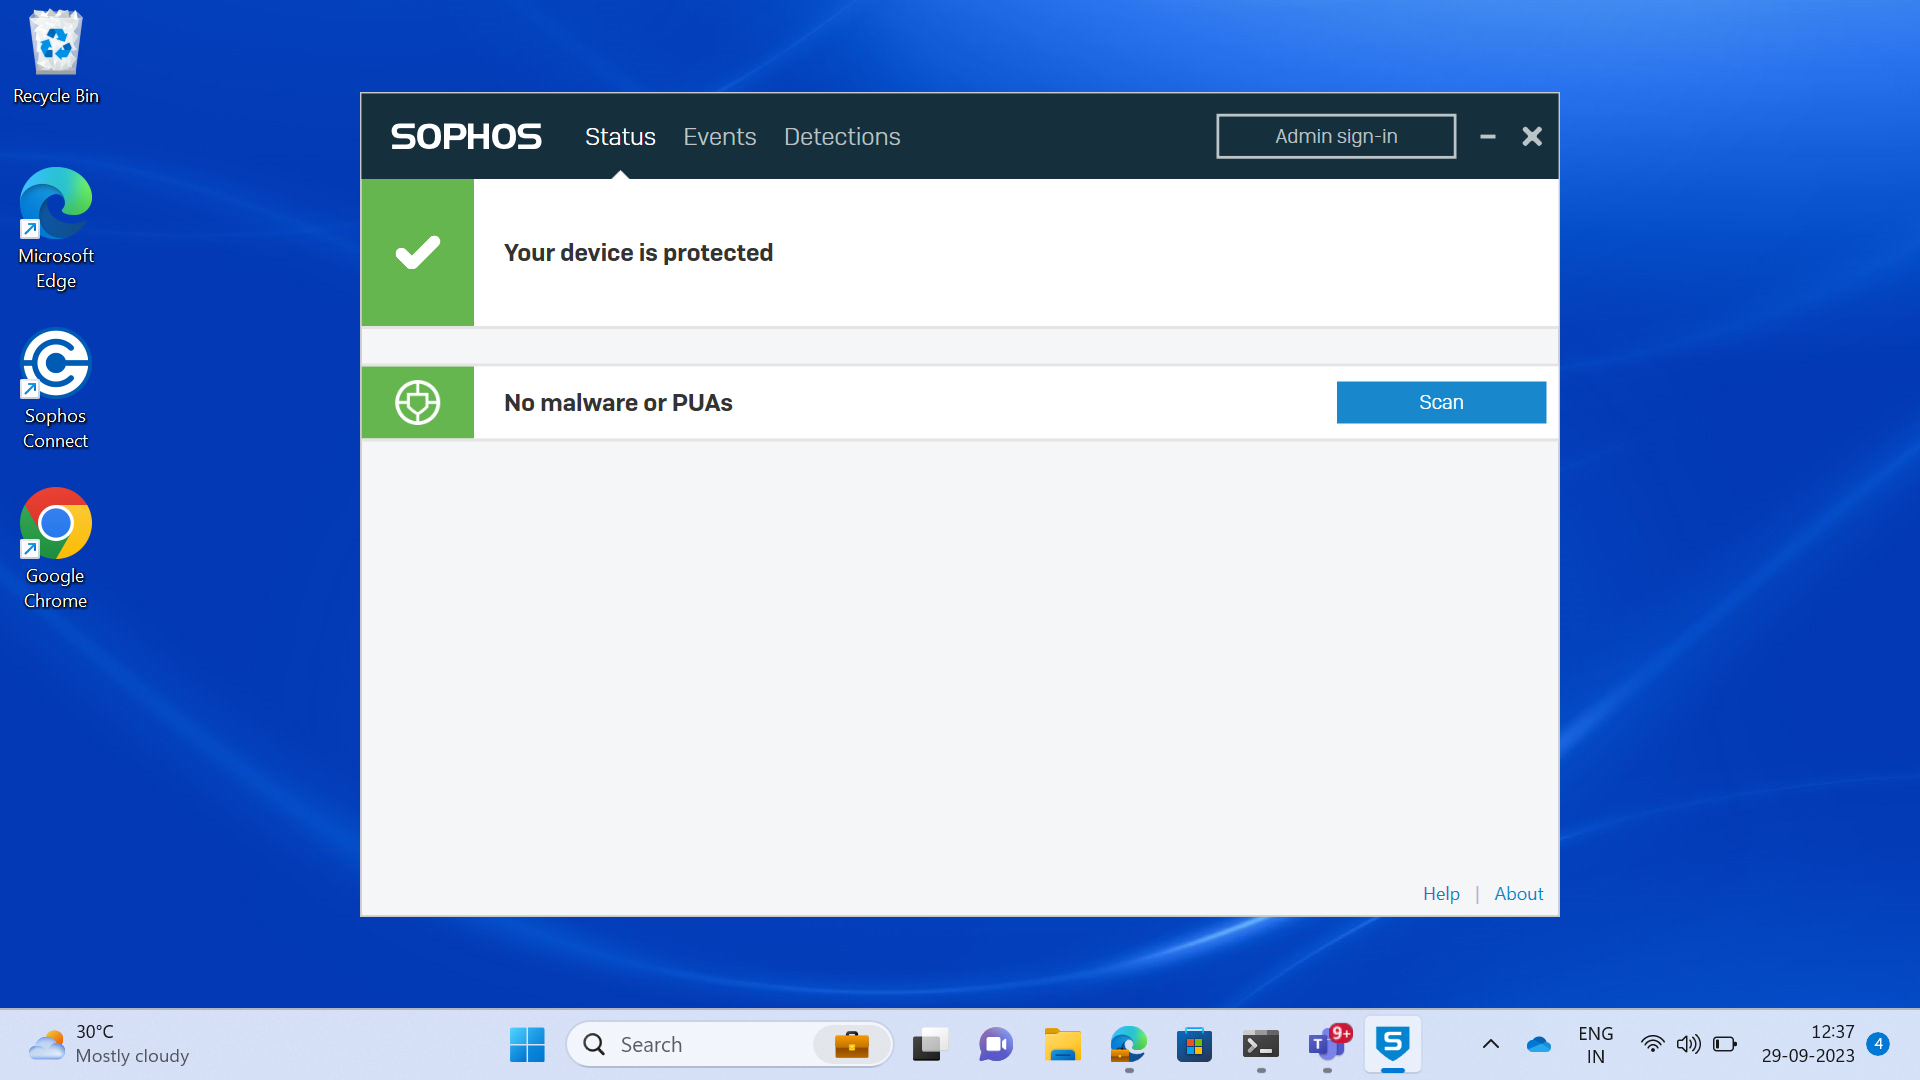 Recycle Bin
Microsoft
Edge
Sophos
Connect
Google
Chrome
SOPHOS Status Events Detections Admin sign-in
Your device is protected
No malware or PUAs Scan
Help | About
30°C
Mostly cloudy
Search
T 9+
S
ENG
IN
12:37
29-09-2023
4